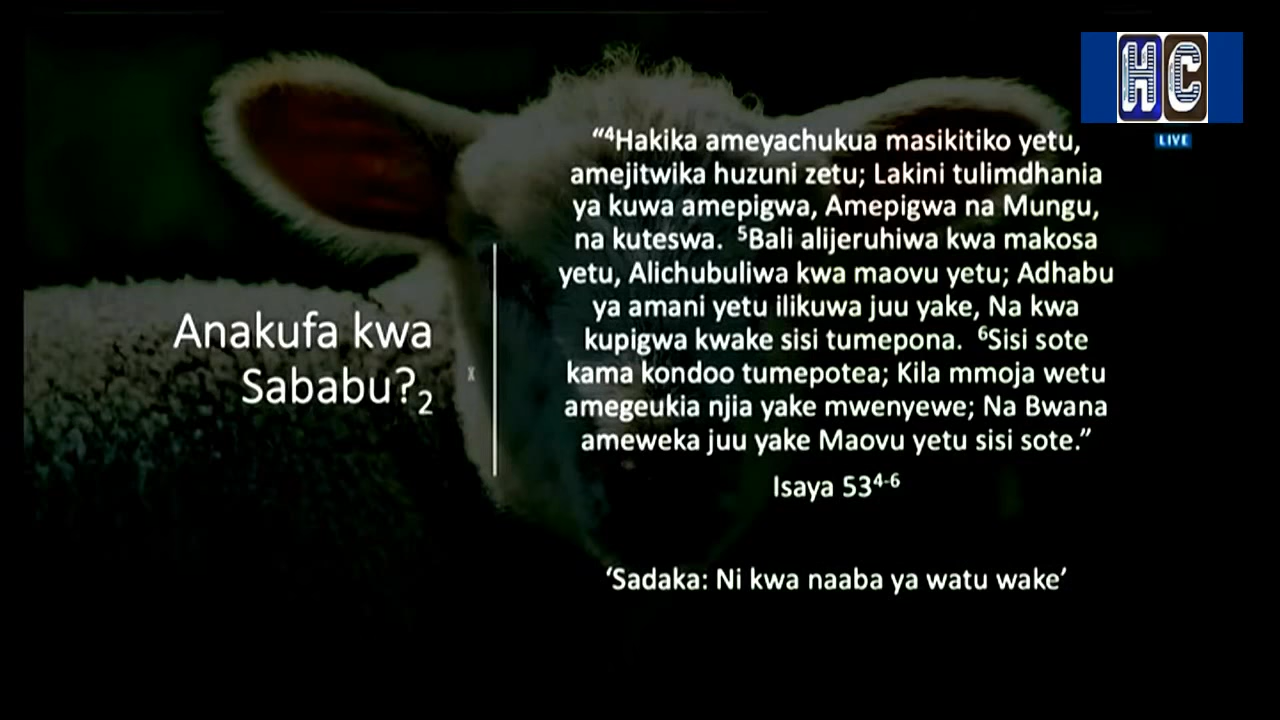 HC
LIVE
Anakufa kwa
Sababu?₂
“⁴Hakika ameyachukua masikitiko yetu,
amejitwika huzuni zetu; Lakini tulimdhania
ya kuwa amepigwa, Amepigwa na Mungu,
na kuteswa. ⁵Bali alijeruhiwa kwa makosa
yetu, Alichubuliwa kwa maovu yetu; Adhabu
ya amani yetu ilikuwa juu yake, Na kwa
kupigwa kwake sisi tumepona. ⁶Sisi sote
kama kondoo tumepotea; Kila mmoja wetu
amegeukia njia yake mwenyewe; Na Bwana
ameweka juu yake Maovu yetu sisi sote.”
Isaya 53⁴⁻⁶
‘Sadaka: Ni kwa naaba ya watu wake’